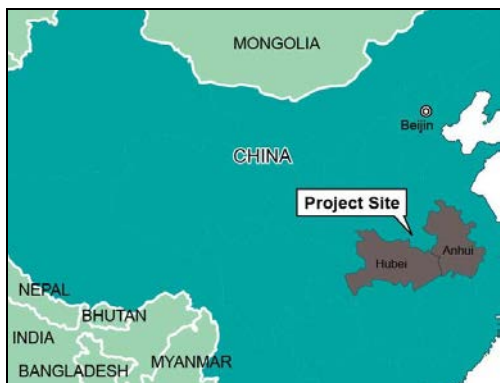 MONGOLIA
Beijin
CHINA
Project Site
Anhui
Hubei
NEPAL
BHUTAN
INDIA
MYANMAR
BANGLADESH